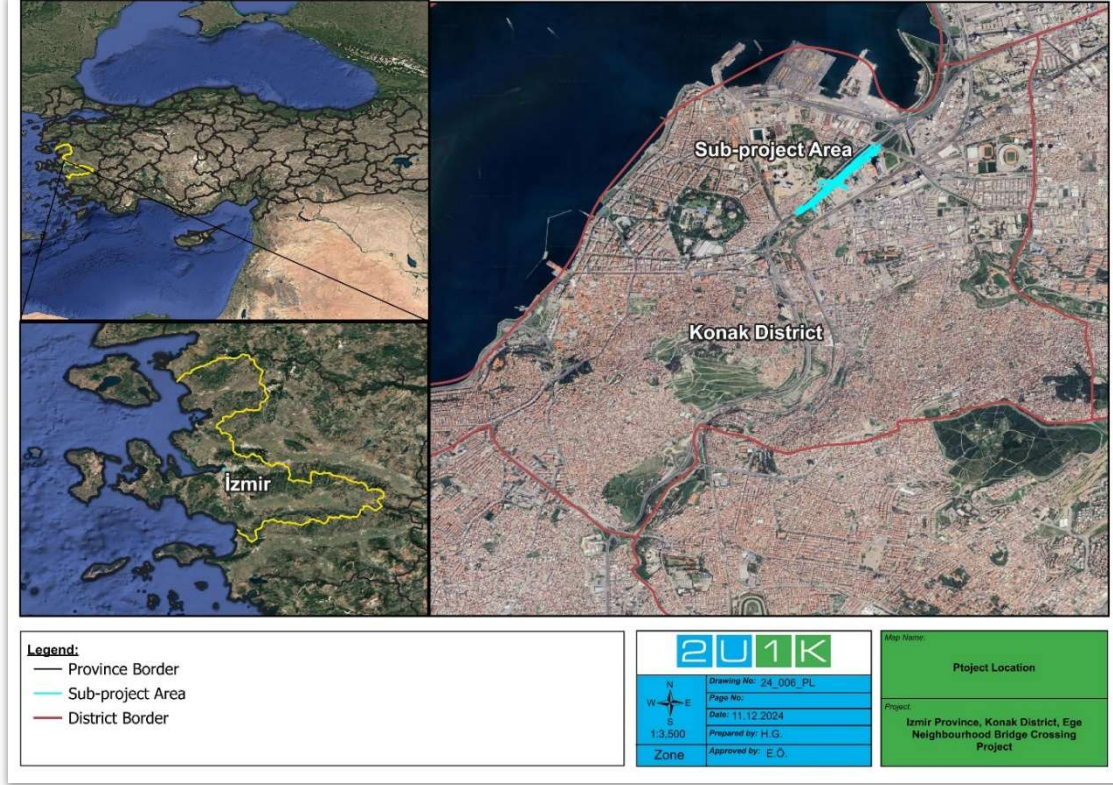 Sub-project Area
Konak District
İzmir
Legend:
Province Border
Sub-project Area
District Border
2U1K
N
W E
S
1:3,500
Zone
Drawing No: 24_006_PL
Page No:
Date: 11.12.2024
Prepared by: H.G.
Approved by: E.Ö.
Map Name:
Ptoject Location
Project:
Izmir Province, Konak District, Ege
Neighbourhood Bridge Crossing
Project